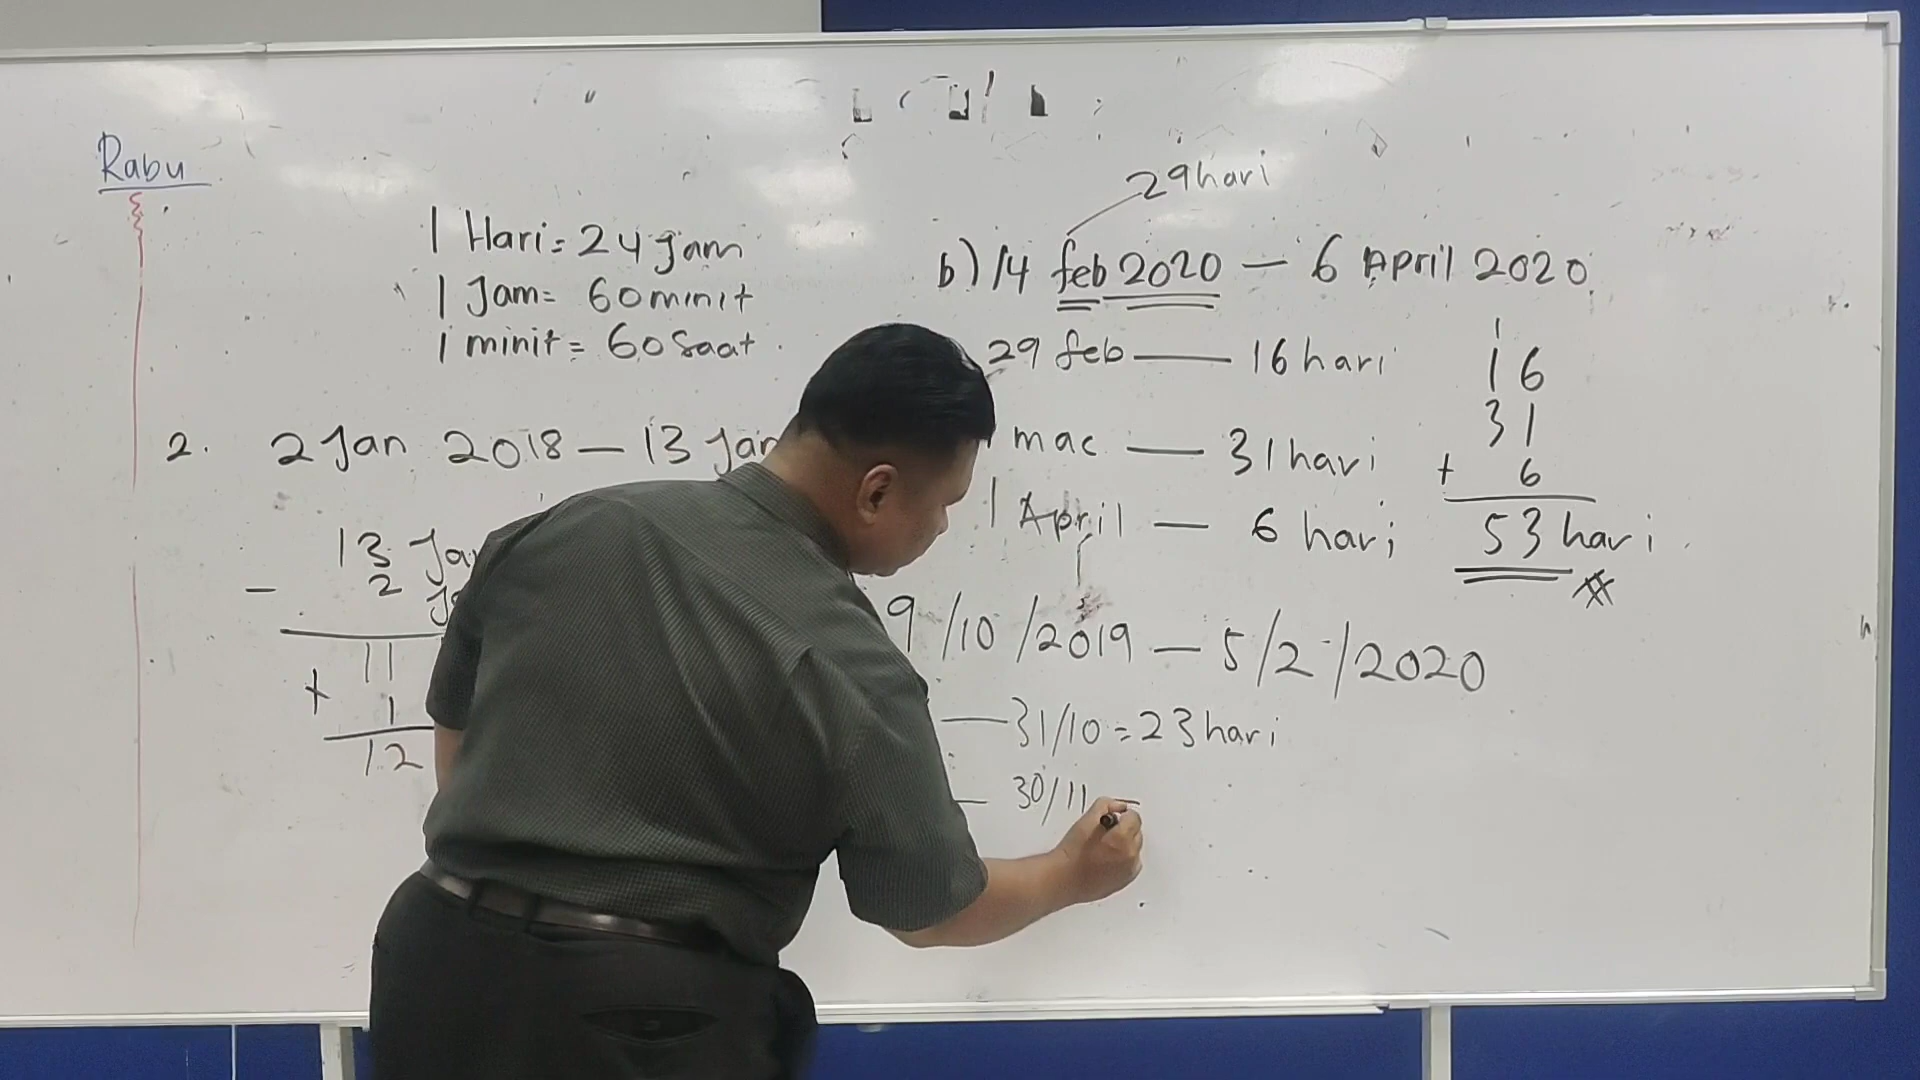 Rabu
1 Hari = 24 Jam
1 Jam = 60 minit
1 minit = 60 Saat
2. 2 Jan 2018 — 13 Jan
13 Jan
- 2
11
+ 1
12
29 hari
b) 14 feb 2020 — 6 April 2020
29 feb — 16 hari
mac — 31 hari
1 April — 6 hari
16
31
+ 6
53 hari
9/10/2019 — 5/2/2020
— 31/10 = 23 hari
— 30/11 =